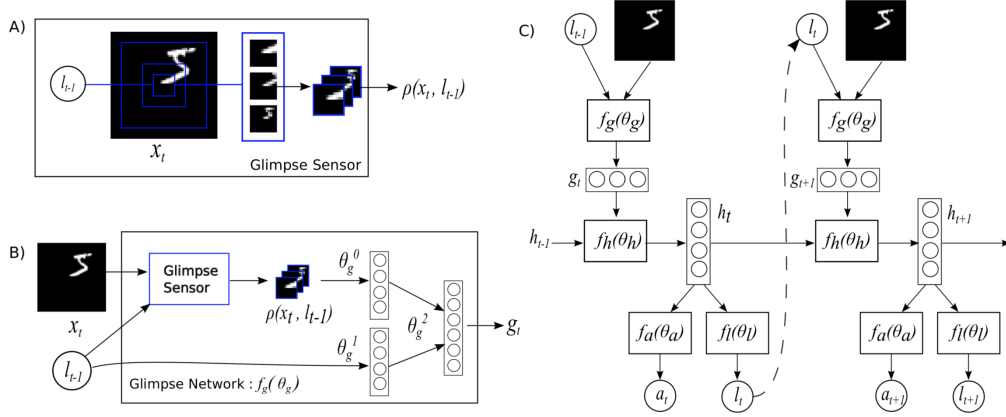 A)
l_{t-1}
x_t
ρ(x_t, l_{t-1})
Glimpse Sensor
B)
x_t
l_{t-1}
Glimpse
Sensor
ρ(x_t, l_{t-1})
θ_g^0
θ_g^1
θ_g^2
g_t
Glimpse Network : f_g( θ_g )
C)
l_{t-1}
f_g(θ_g)
g_t
h_{t-1}
f_h(θ_h)
h_t
f_a(θ_a)
f_l(θ_l)
a_t
l_t
l_t
f_g(θ_g)
g_{t+1}
f_h(θ_h)
h_{t+1}
f_a(θ_a)
f_l(θ_l)
a_{t+1}
l_{t+1}